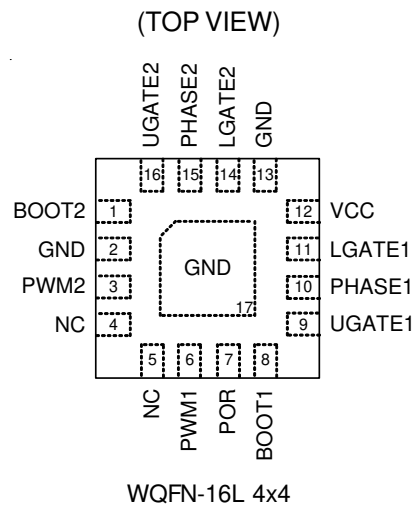 (TOP VIEW)
UGATE2
PHASE2
LGATE2
GND
16
15
14
13
BOOT2
1
12
VCC
GND
2
11
LGATE1
GND
PWM2
3
10
PHASE1
17
NC
4
9
UGATE1
5
6
7
8
NC
PWM1
POR
BOOT1
WQFN-16L 4x4